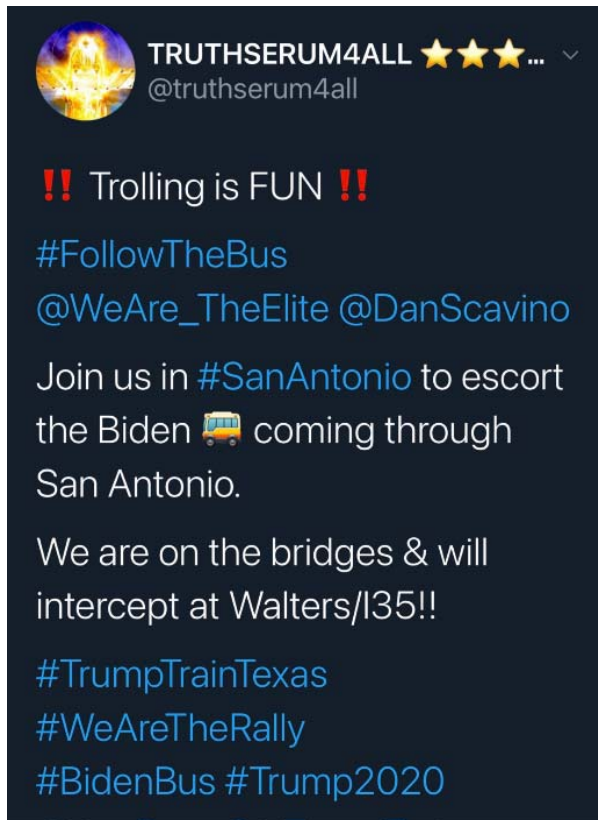 TRUTHSERUM4ALL ⭐⭐⭐...
@truthserum4all
‼️ Trolling is FUN ‼️
#FollowTheBus
@WeAre_TheElite @DanScavino
Join us in #SanAntonio to escort
the Biden 🚌 coming through
San Antonio.
We are on the bridges & will
intercept at Walters/I35!!
#TrumpTrainTexas
#WeAreTheRally
#BidenBus #Trump2020